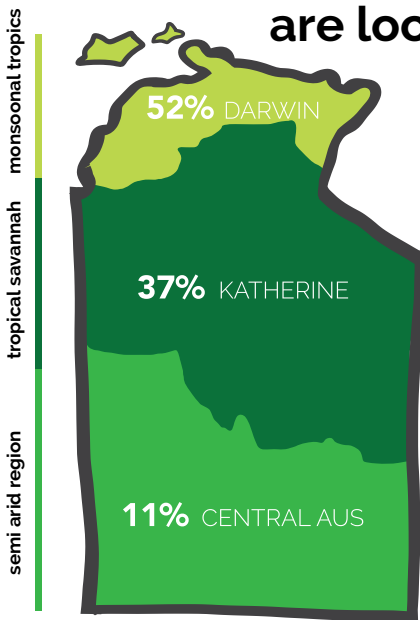 are loc
monsoonal tropics
52% DARWIN
tropical savannah
37% KATHERINE
semi arid region
11% CENTRAL AUS